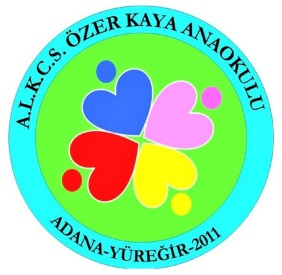 A.L.K.C.S. ÖZER KAYA ANAOKULU
ADANA-YÜREĞİR-2011